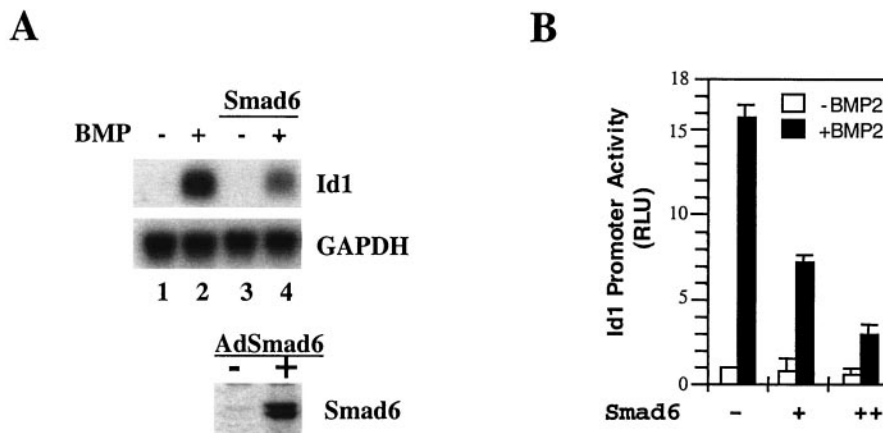 A
Smad6
BMP - + - +
Id1
GAPDH
1 2 3 4
AdSmad6
- +
Smad6
B
Id1 Promoter Activity
(RLU)
18
15
10
5
0
-BMP2
+BMP2
Smad6 - + ++